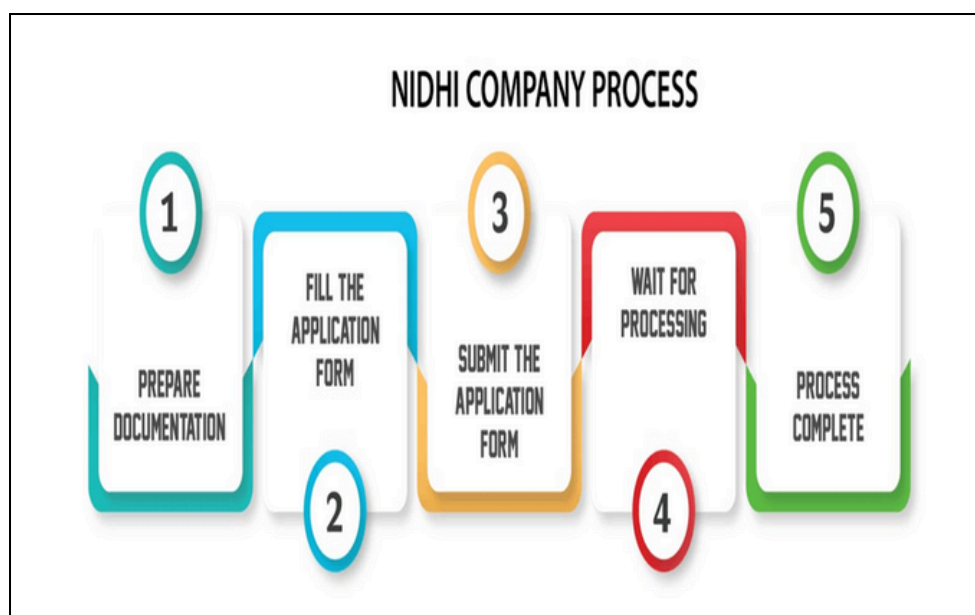 NIDHI COMPANY PROCESS
1
PREPARE
DOCUMENTATION
FILL THE
APPLICATION
FORM
2
3
SUBMIT THE
APPLICATION
FORM
WAIT FOR
PROCESSING
4
5
PROCESS
COMPLETE